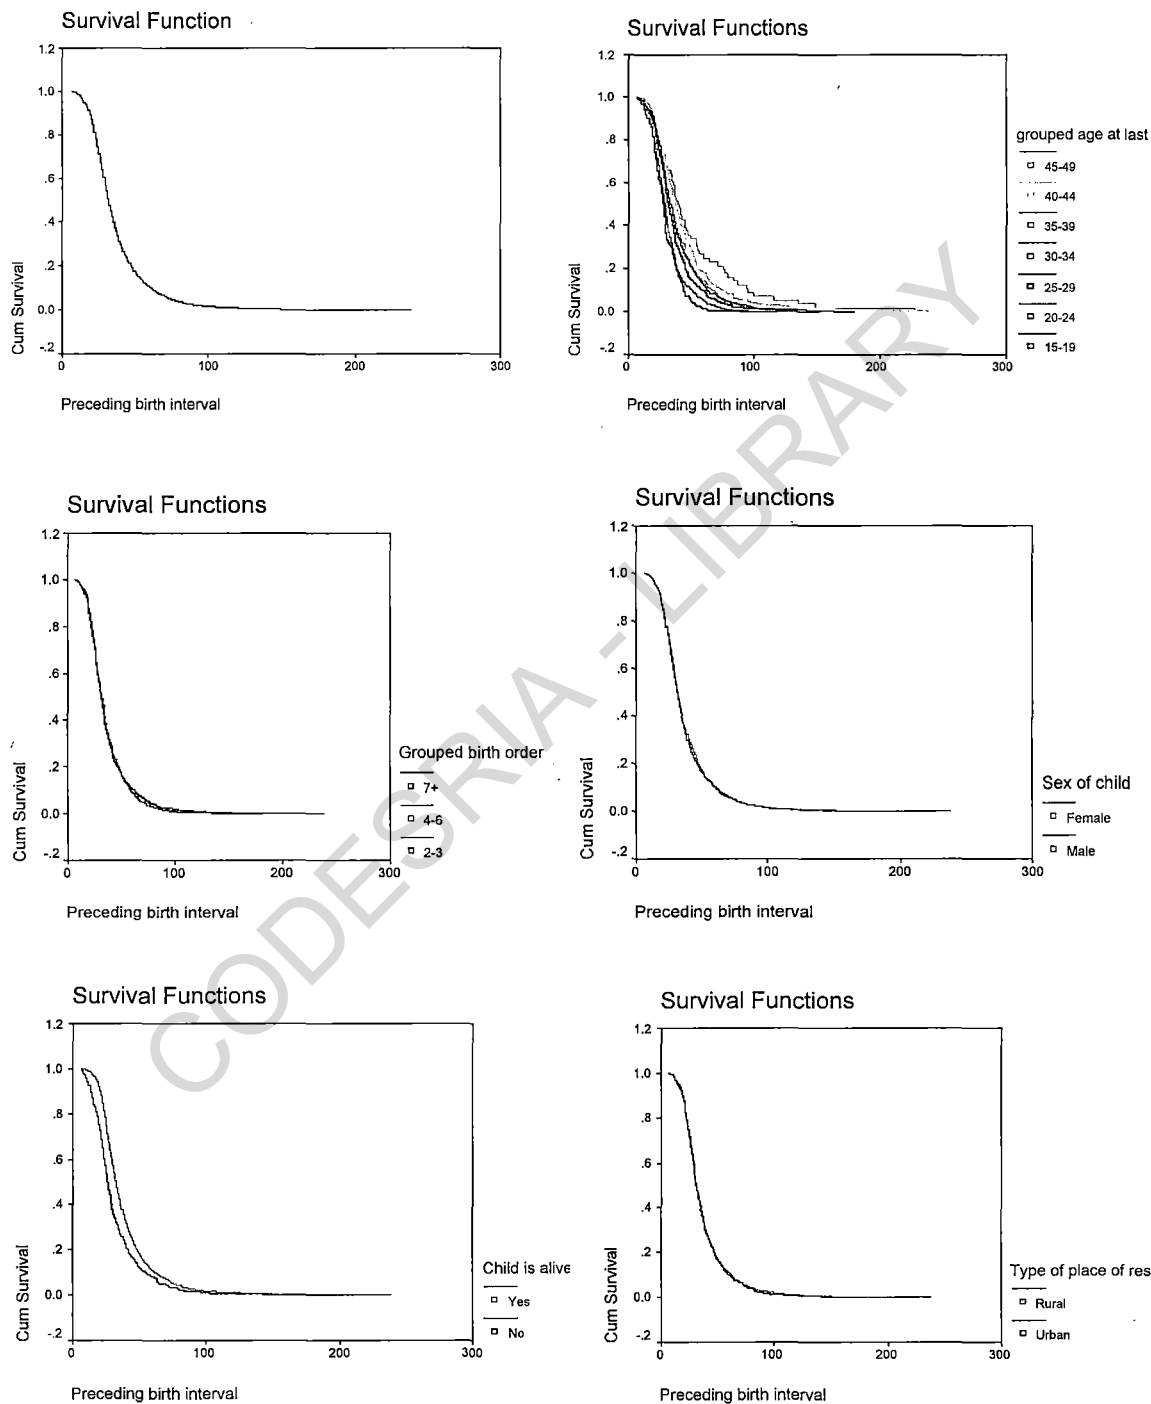 Survival Function
1.2
1.0
.8
.6
.4
.2
0.0
-.2
Cum Survival
0 100 200 300
Preceding birth interval
Survival Functions
1.2
1.0
.8
.6
.4
.2
0.0
-.2
Cum Survival
0 100 200 300
Preceding birth interval
grouped age at last
45-49
40-44
35-39
30-34
25-29
20-24
15-19
Survival Functions
1.2
1.0
.8
.6
.4
.2
0.0
-.2
Cum Survival
0 100 200 300
Preceding birth interval
Grouped birth order
7+
4-6
2-3
Survival Functions
1.2
1.0
.8
.6
.4
.2
0.0
-.2
Cum Survival
0 100 200 300
Preceding birth interval
Sex of child
Female
Male
Survival Functions
1.2
1.0
.8
.6
.4
.2
0.0
-.2
Cum Survival
0 100 200 300
Preceding birth interval
Child is alive
Yes
No
Survival Functions
1.2
1.0
.8
.6
.4
.2
0.0
-.2
Cum Survival
0 100 200 300
Preceding birth interval
Type of place of res
Rural
Urban
CODESRIA - LIBRARY